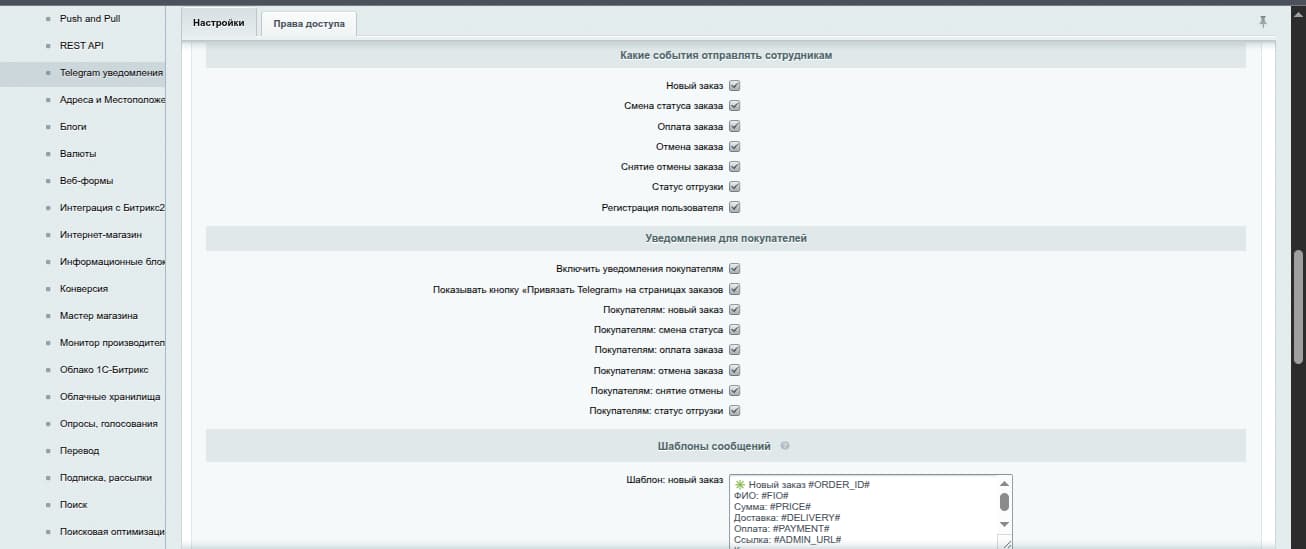 Push and Pull
REST API
Telegram уведомления
Адреса и Местоположе
Блоги
Валюты
Веб-формы
Интеграция с Битрикс2
Интернет-магазин
Информационные бло
Конверсия
Мастер магазина
Монитор производител
Облако 1С-Битрикс
Облачные хранилища
Опросы, голосования
Перевод
Подписка, рассылки
Поиск
Поисковая оптимизаци
Настройки
Права доступа
Какие события отправлять сотрудникам
Новый заказ
Смена статуса заказа
Оплата заказа
Отмена заказа
Снятие отмены заказа
Статус отгрузки
Регистрация пользователя
Уведомления для покупателей
Включить уведомления покупателям
Показывать кнопку «Привязать Telegram» на страницах заказов
Покупателям: новый заказ
Покупателям: смена статуса
Покупателям: оплата заказа
Покупателям: отмена заказа
Покупателям: снятие отмены
Покупателям: статус отгрузки
Шаблоны сообщений ?
Шаблон: новый заказ
✳️ Новый заказ #ORDER_ID#
ФИО: #FIO#
Сумма: #PRICE#
Доставка: #DELIVERY#
Оплата: #PAYMENT#
Ссылка: #ADMIN_URL#